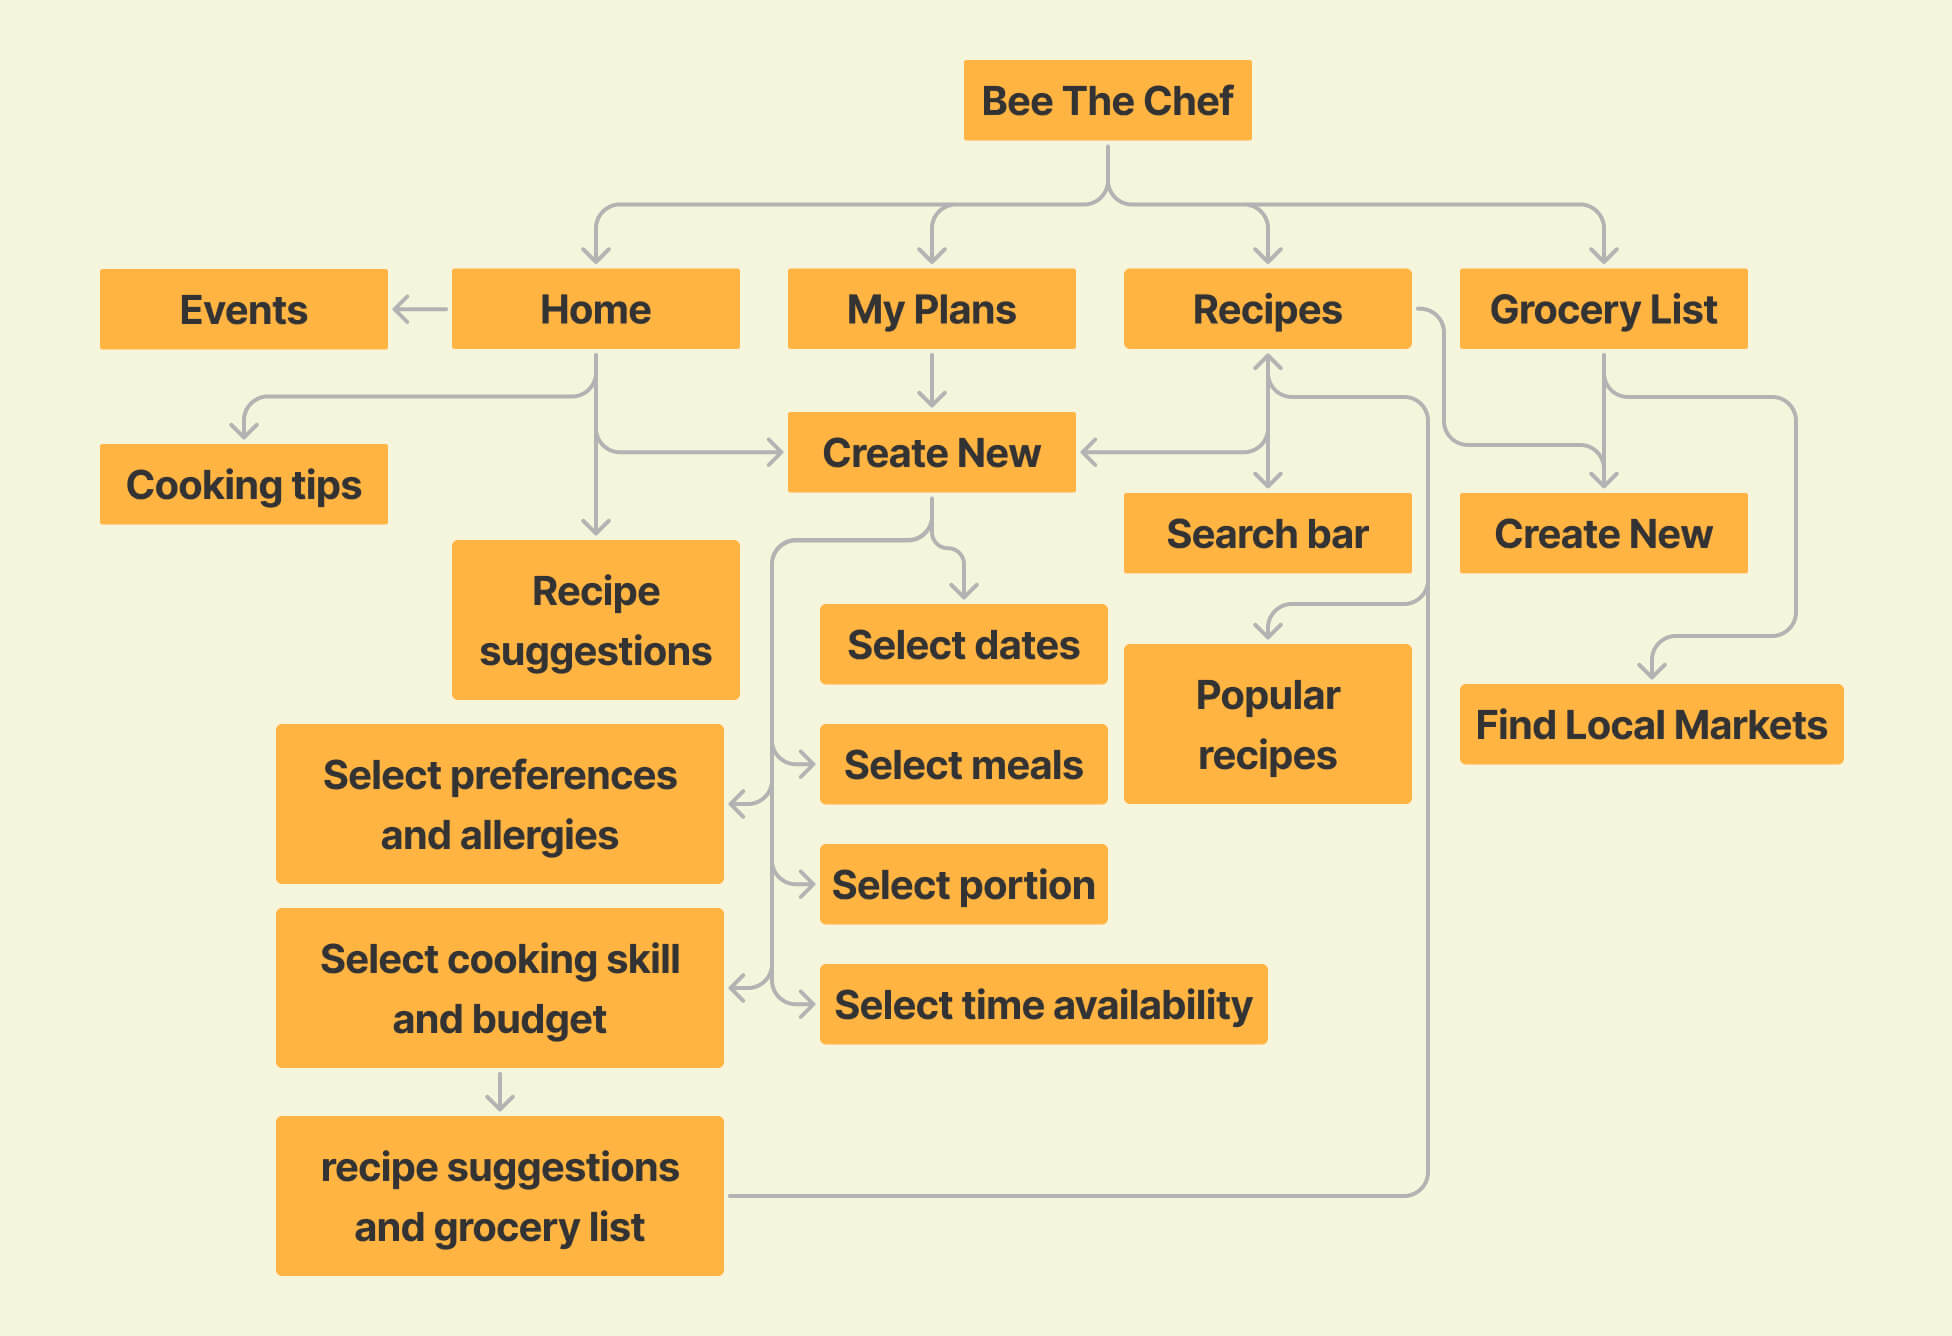 Bee The Chef
Events
Home
My Plans
Recipes
Grocery List
Cooking tips
Create New
Search bar
Create New
Recipe
suggestions
Select dates
Popular
recipes
Find Local Markets
Select preferences
and allergies
Select meals
Select portion
Select cooking skill
and budget
Select time availability
recipe suggestions
and grocery list